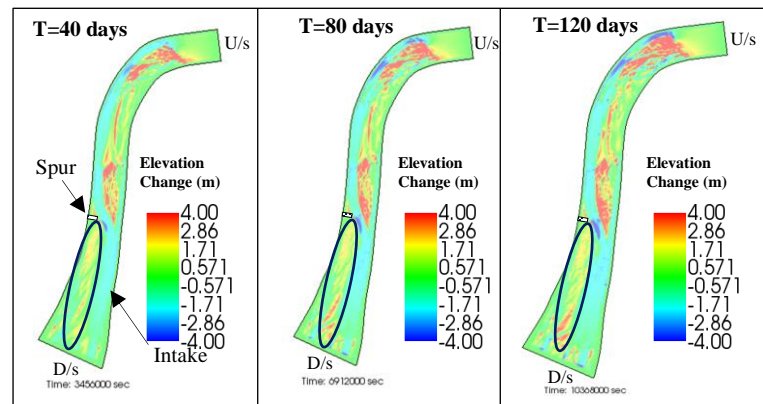 T=40 days
U/s
Spur
Elevation
Change (m)
4.00
2.86
1.71
0.571
-0.571
-1.71
-2.86
-4.00
Intake
D/s
Time: 3456000 sec
T=80 days
U/s
Elevation
Change (m)
4.00
2.86
1.71
0.571
-0.571
-1.71
-2.86
-4.00
D/s
Time: 6912000 sec
T=120 days
U/s
Elevation
Change (m)
4.00
2.86
1.71
0.571
-0.571
-1.71
-2.86
-4.00
D/s
Time: 10368000 sec